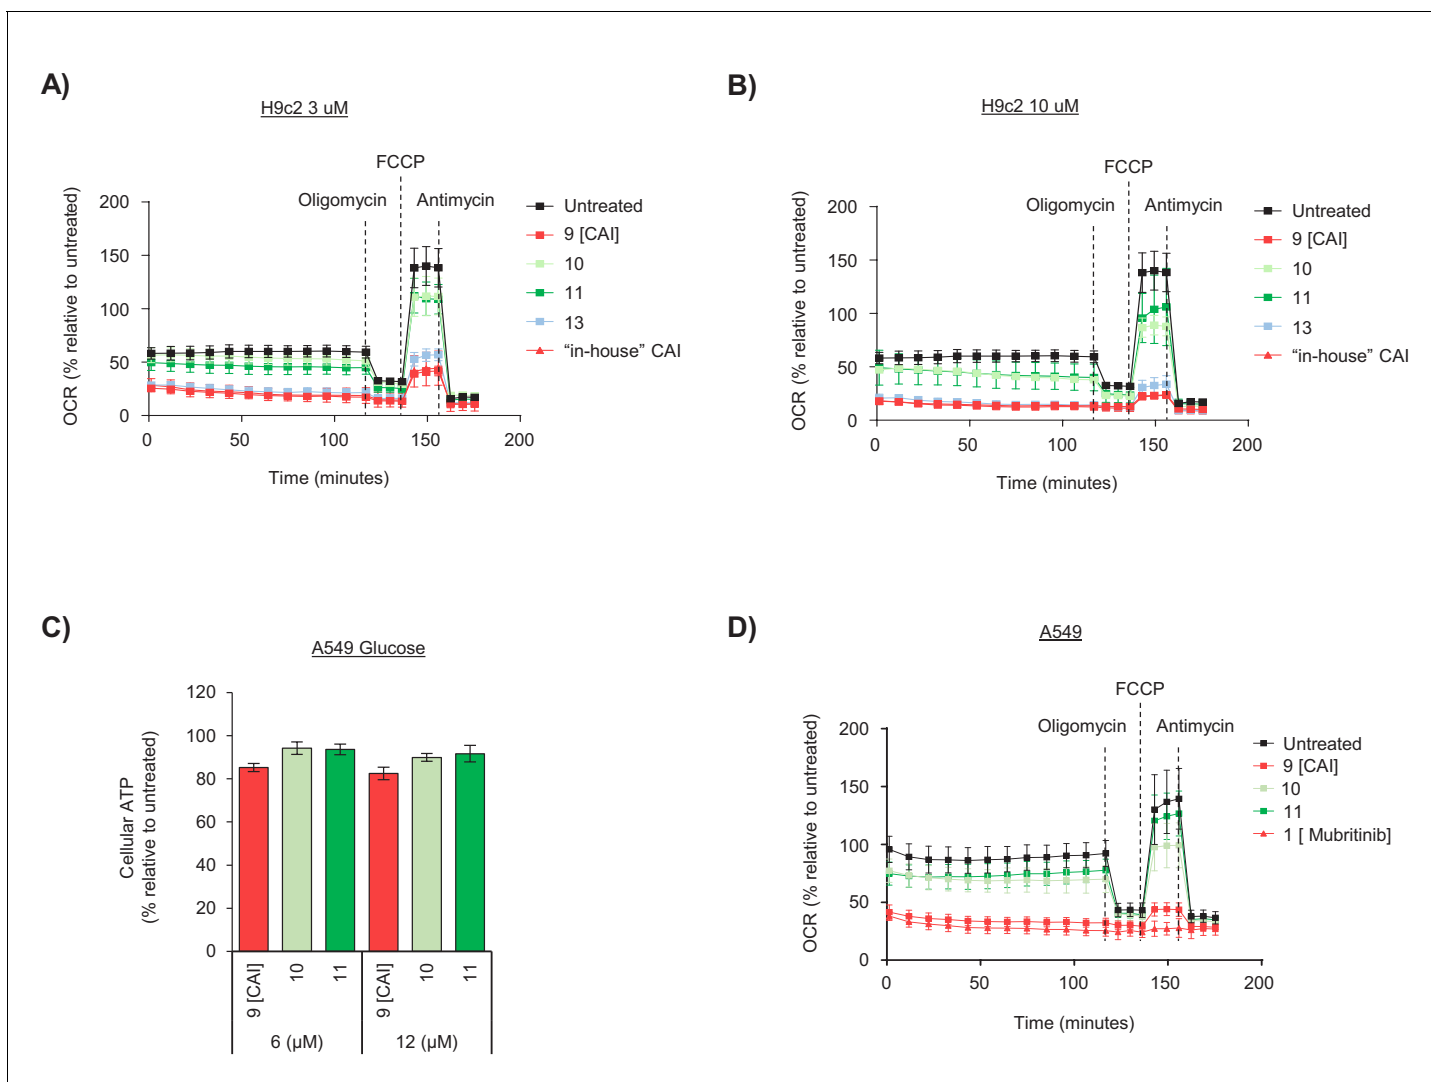 A)
H9c2 3 uM
FCCP
Oligomycin
Antimycin
OCR (% relative to untreated)
200
150
100
50
0
0
50
100
150
200
Time (minutes)
Untreated
9 [CAI]
10
11
13
“in-house” CAI
B)
H9c2 10 uM
FCCP
Oligomycin
Antimycin
OCR (% relative to untreated)
200
150
100
50
0
0
50
100
150
200
Time (minutes)
Untreated
9 [CAI]
10
11
13
“in-house” CAI
C)
A549 Glucose
Cellular ATP
(% relative to untreated)
120
100
80
60
40
20
0
9 [CAI]
10
11
9 [CAI]
10
11
6 (µM)
12 (µM)
D)
A549
FCCP
Oligomycin
Antimycin
OCR (% relative to untreated)
200
150
100
50
0
0
50
100
150
200
Time (minutes)
Untreated
9 [CAI]
10
11
1 [ Mubritinib]